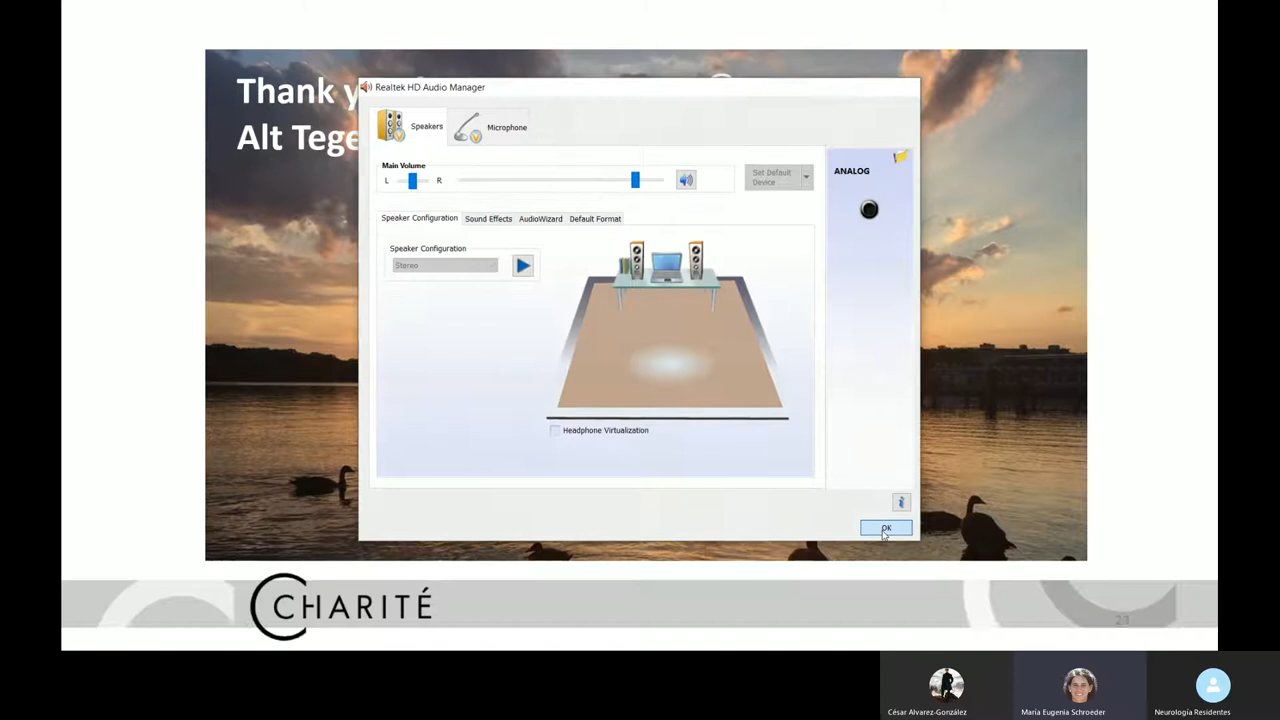 Thank y
Alt Tege
Realtek HD Audio Manager
Speakers
Microphone
Main Volume
L
R
Set Default
Device
ANALOG
Speaker Configuration
Sound Effects
AudioWizard
Default Format
Speaker Configuration
Stereo
Headphone Virtualization
OK
CHARITÉ
23
César Alvarez-González
María Eugenia Schroeder
Neurología Residentes